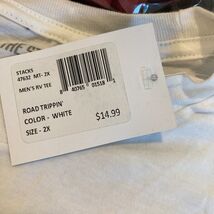 STACKS
47632 MT- 2X
MEN'S RV TEE
8 40765 01518 1
ROAD TRIPPIN'
COLOR - WHITE
SIZE - 2X
$14.99